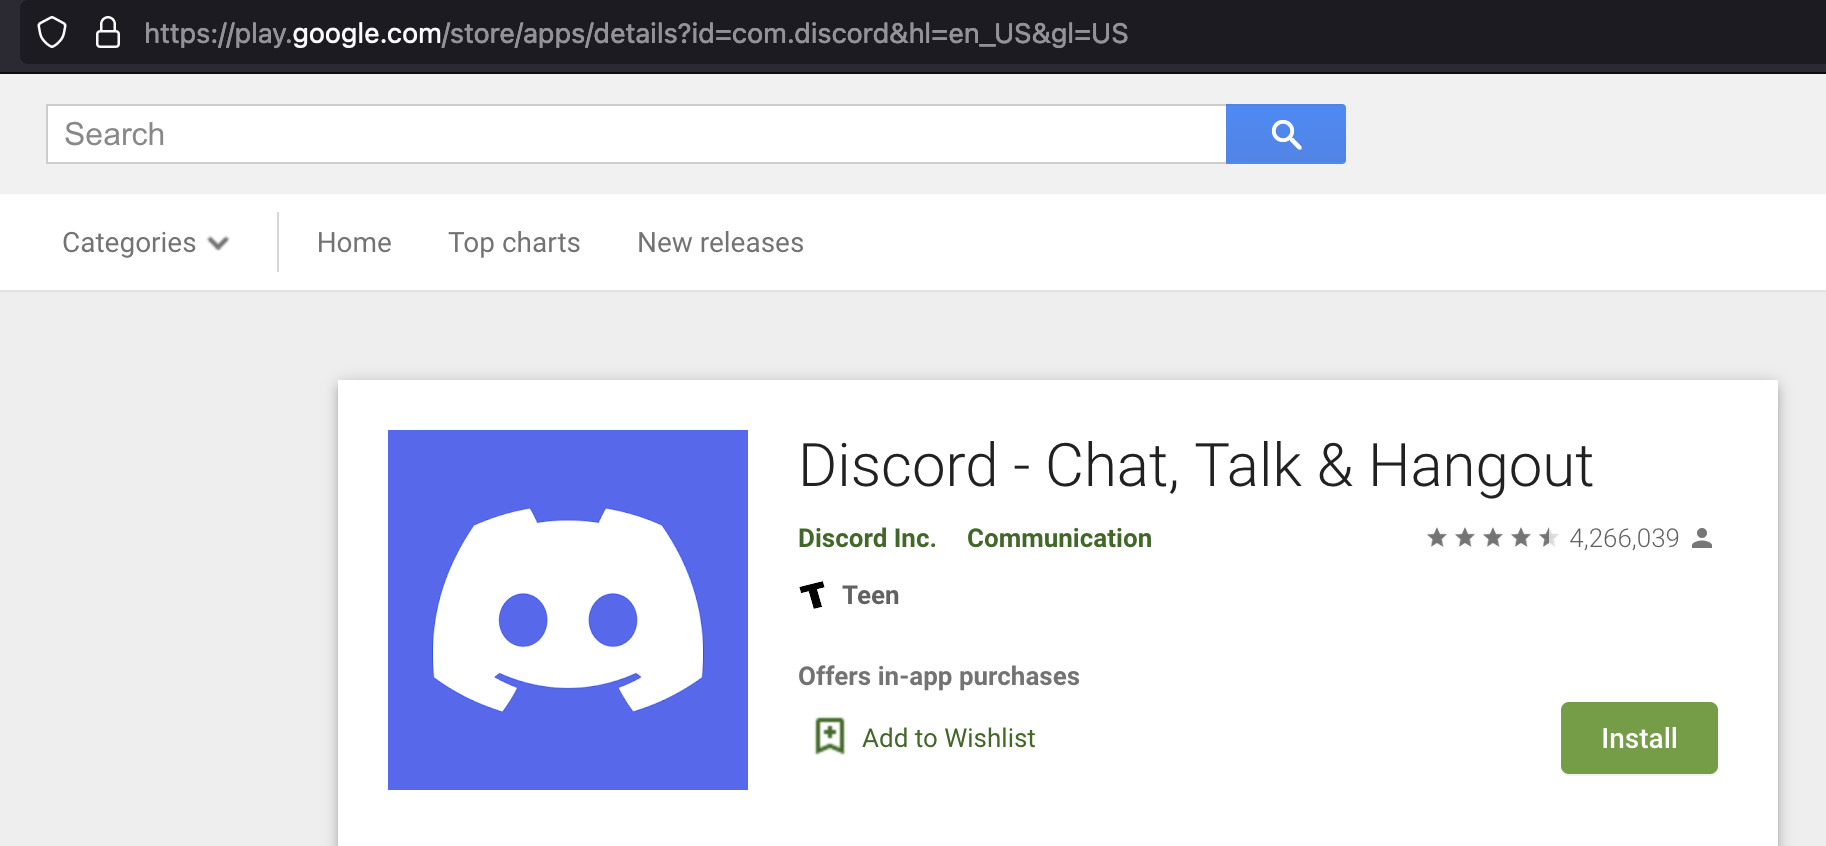 https://play.google.com/store/apps/details?id=com.discord&hl=en_US&gl=US
Search
Categories Home Top charts New releases
Discord - Chat, Talk & Hangout
Discord Inc. Communication 4,266,039
T Teen
Offers in-app purchases
Add to Wishlist
Install